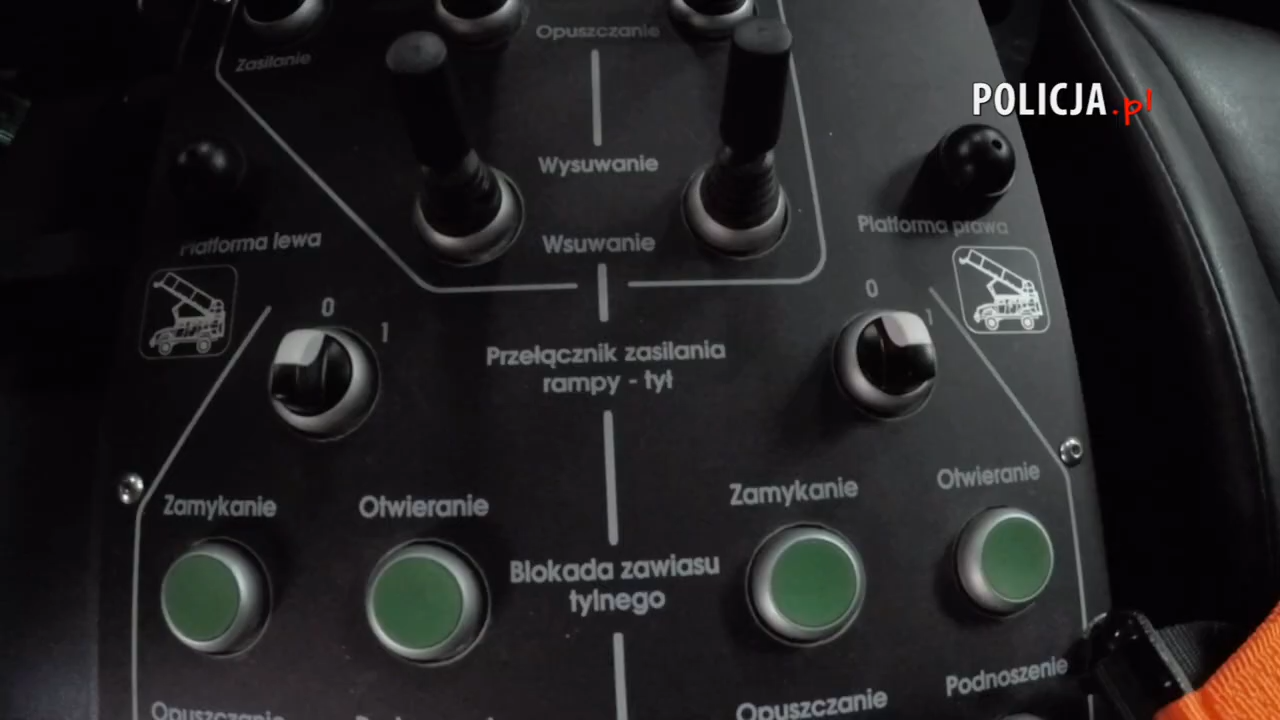 Opuszczanie
Zasilanie
POLICJA.pl
Wysuwanie
Platforma prawa
Platforma lewa
Wsuwanie
0
0
1
1
Przełącznik zasilania
rampy - tył
Otwieranie
Zamykanie
Zamykanie
Otwieranie
Blokada zawiasu
tylnego
Podnoszenie
Opuszczanie
Opuszczanie